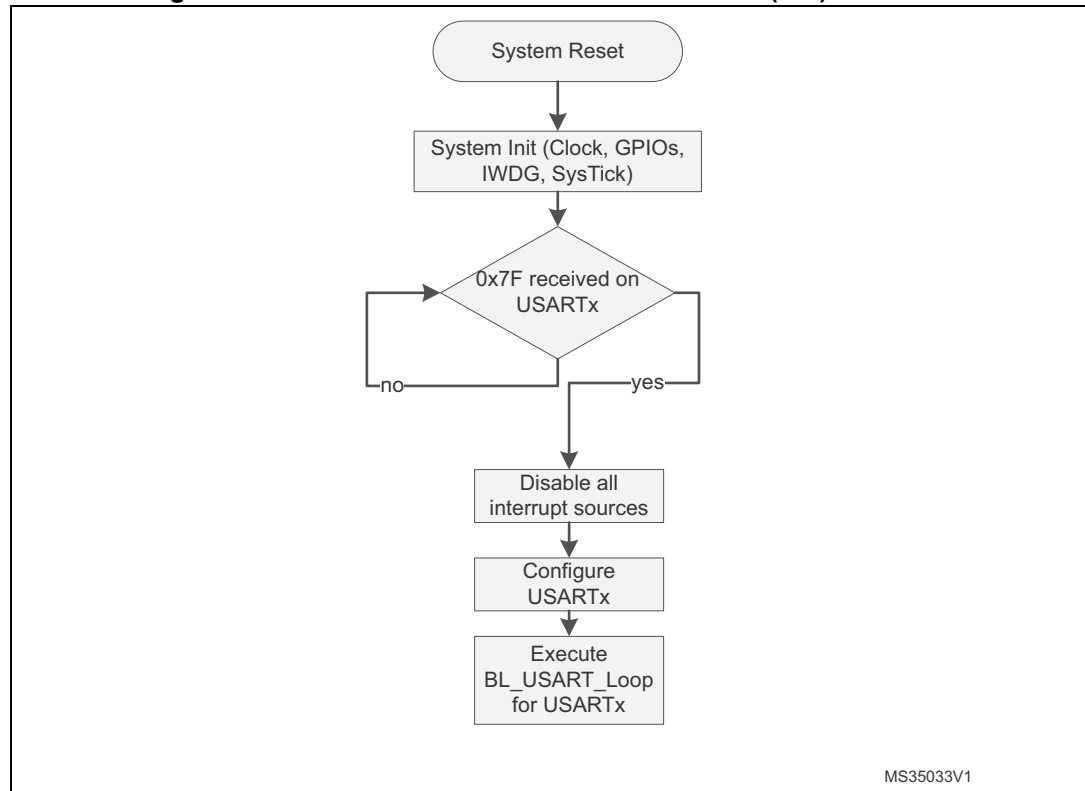 System Reset
System Init (Clock, GPIOs,
IWDG, SysTick)
0x7F received on
USARTx
no
yes
Disable all
interrupt sources
Configure
USARTx
Execute
BL_USART_Loop
for USARTx
MS35033V1